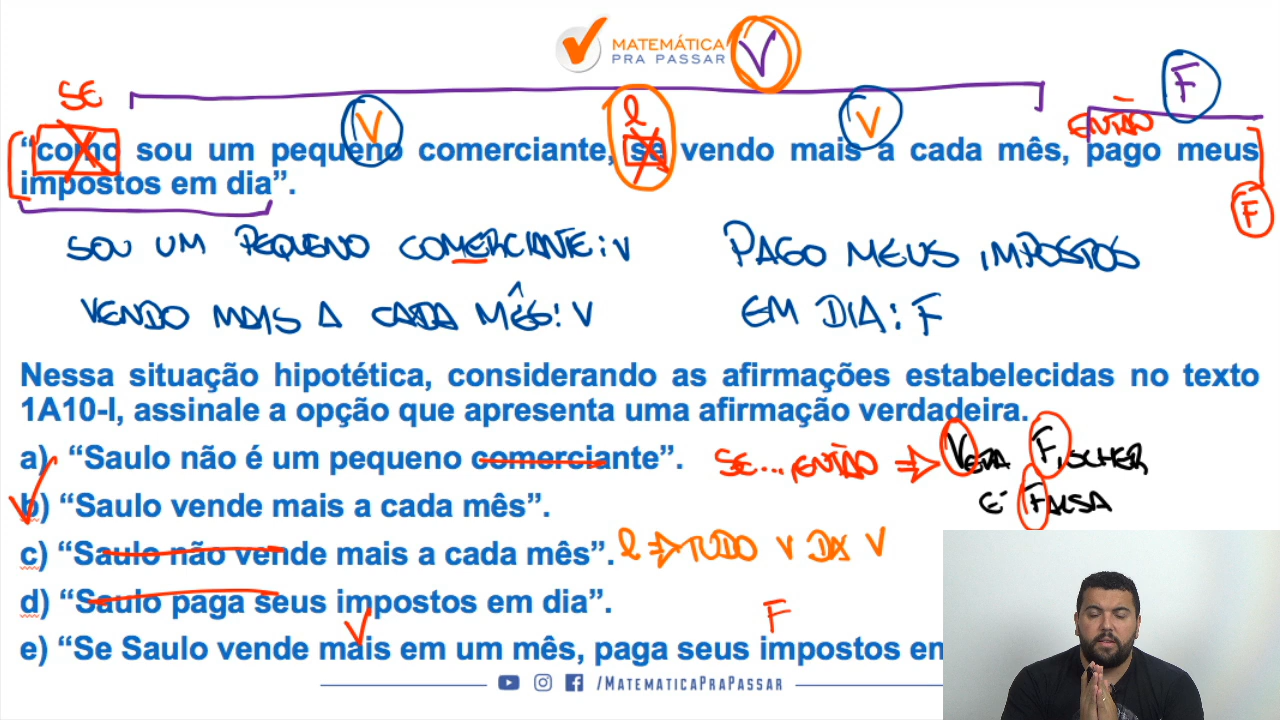 MATEMÁTICA
PRA PASSAR
V
F
SE
V
e
V
ENTÃO
“como sou um pequeno comerciante, se vendo mais a cada mês, pago meus
impostos em dia”.
F
SOU UM PEQUENO COMERCIANTE: V
PAGO MEUS IMPOSTOS
VENDO MAIS A CADA MÊS: V
EM DIA: F
Nessa situação hipotética, considerando as afirmações estabelecidas no texto
1A10-I, assinale a opção que apresenta uma afirmação verdadeira.
a) “Saulo não é um pequeno comerciante”.
SE... ENTÃO ⇒ VERA FISCHER
É FALSA
b) “Saulo vende mais a cada mês”.
c) “Saulo não vende mais a cada mês”.
e ⇒ TUDO V DÁ V
d) “Saulo paga seus impostos em dia”.
V
F
e) “Se Saulo vende mais em um mês, paga seus impostos em
/MatematicaPraPassar